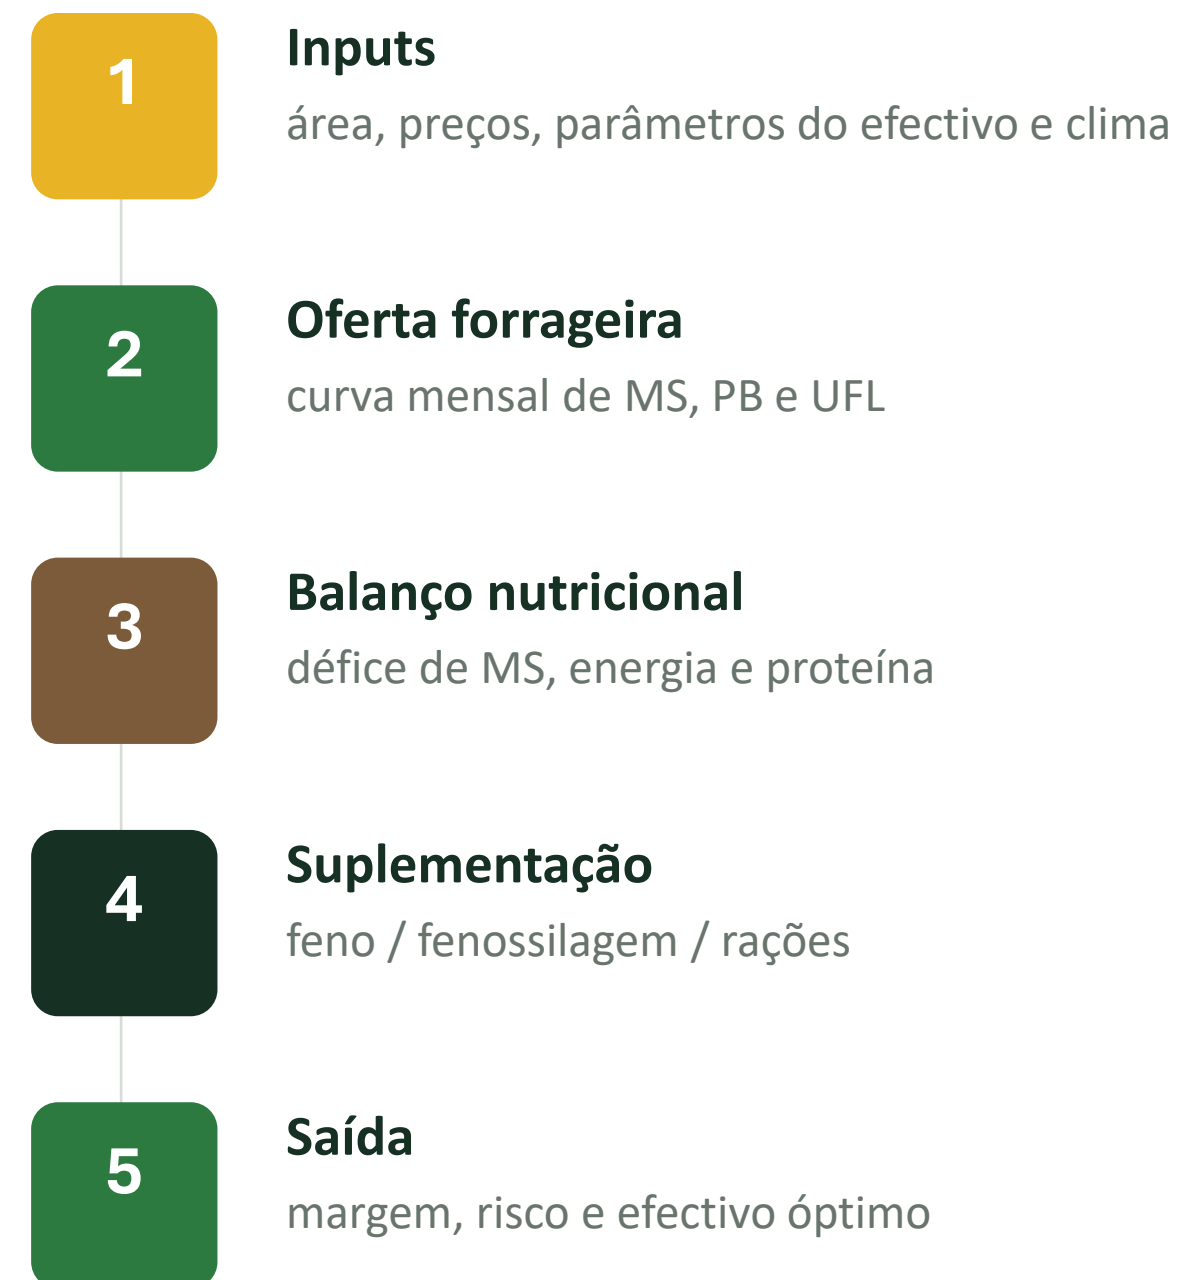 1
Inputs
área, preços, parâmetros do efectivo e clima
2
Oferta forrageira
curva mensal de MS, PB e UFL
3
Balanço nutricional
défice de MS, energia e proteína
4
Suplementação
feno / fenossilagem / rações
5
Saída
margem, risco e efectivo óptimo